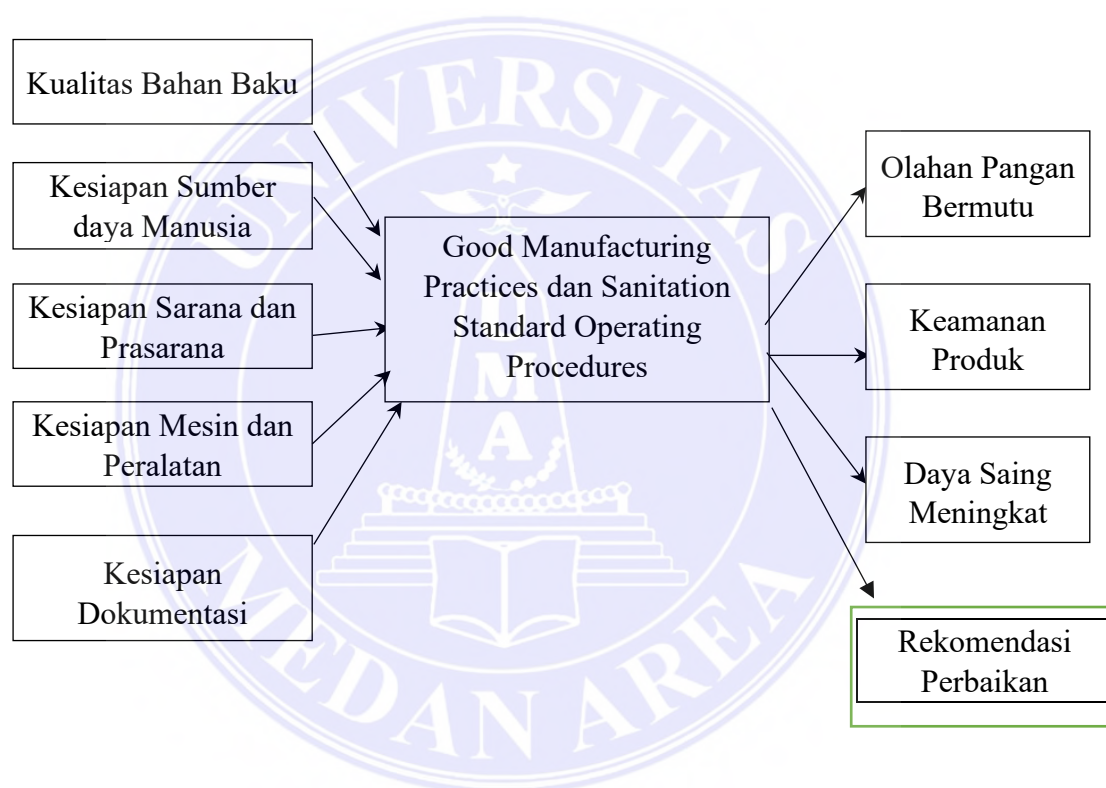 Kualitas Bahan Baku
Kesiapan Sumber
daya Manusia
Kesiapan Sarana dan
Prasarana
Kesiapan Mesin dan
Peralatan
Kesiapan
Dokumentasi
Good Manufacturing
Practices dan Sanitation
Standard Operating
Procedures
Olahan Pangan
Bermutu
Keamanan
Produk
Daya Saing
Meningkat
Rekomendasi
Perbaikan
UNIVERSITAS
MEDAN AREA
UMA